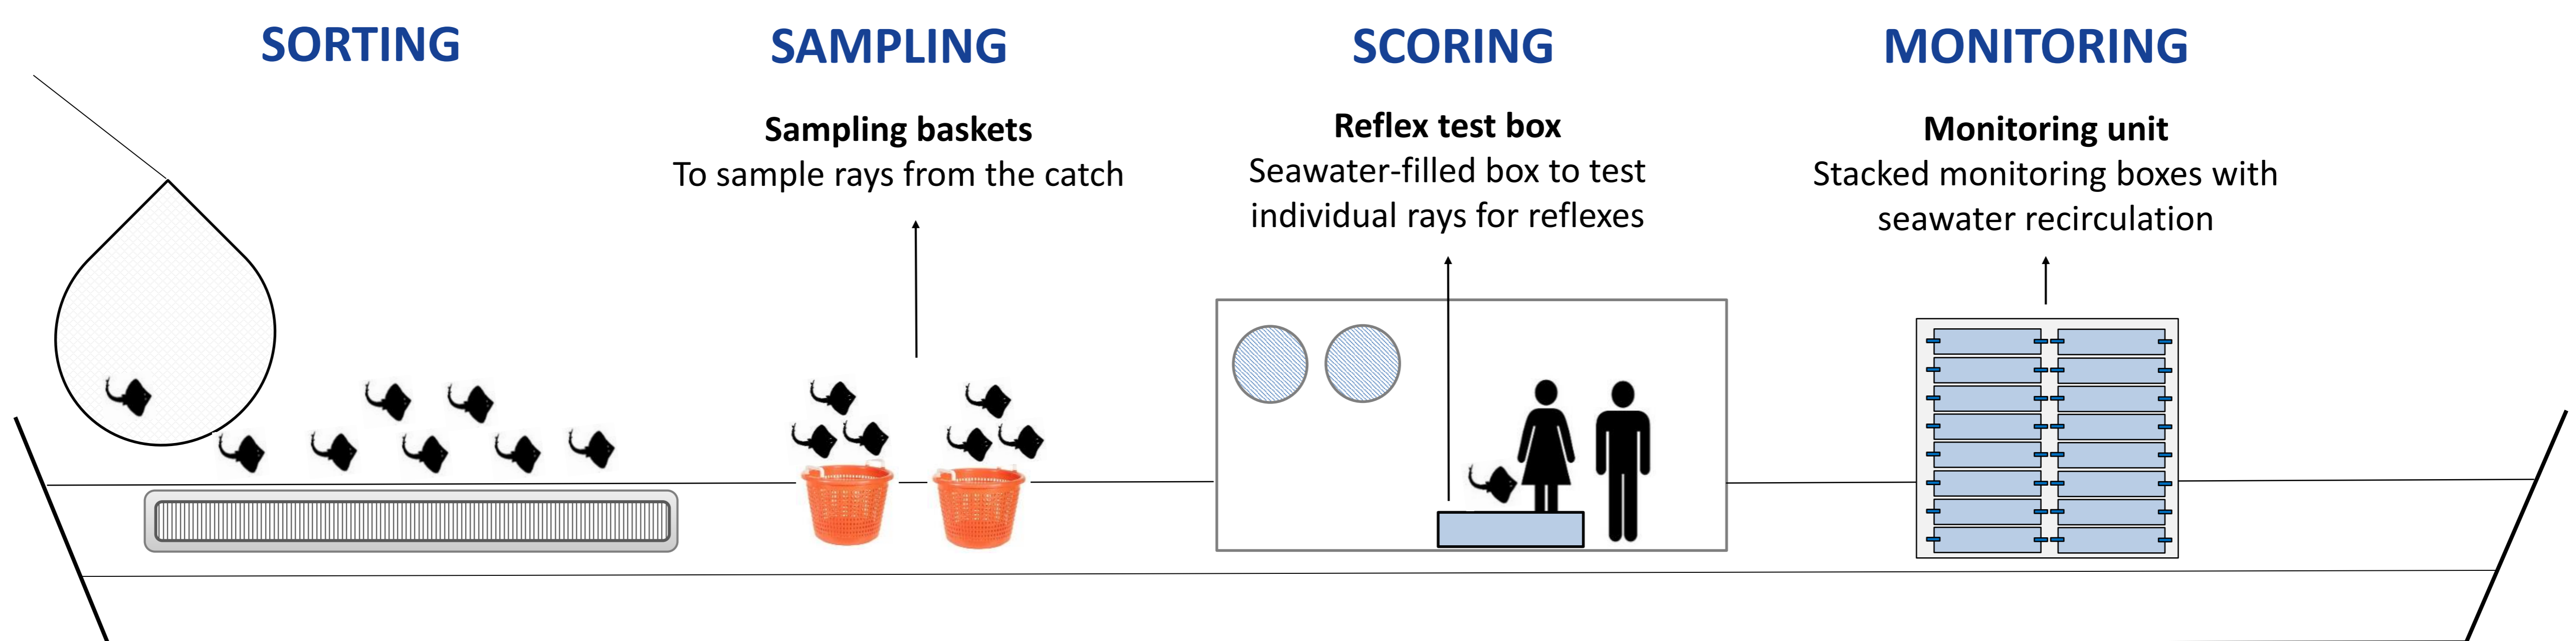 SORTING
SAMPLING
Sampling baskets
To sample rays from the catch
SCORING
Reflex test box
Seawater-filled box to test
individual rays for reflexes
MONITORING
Monitoring unit
Stacked monitoring boxes with
seawater recirculation